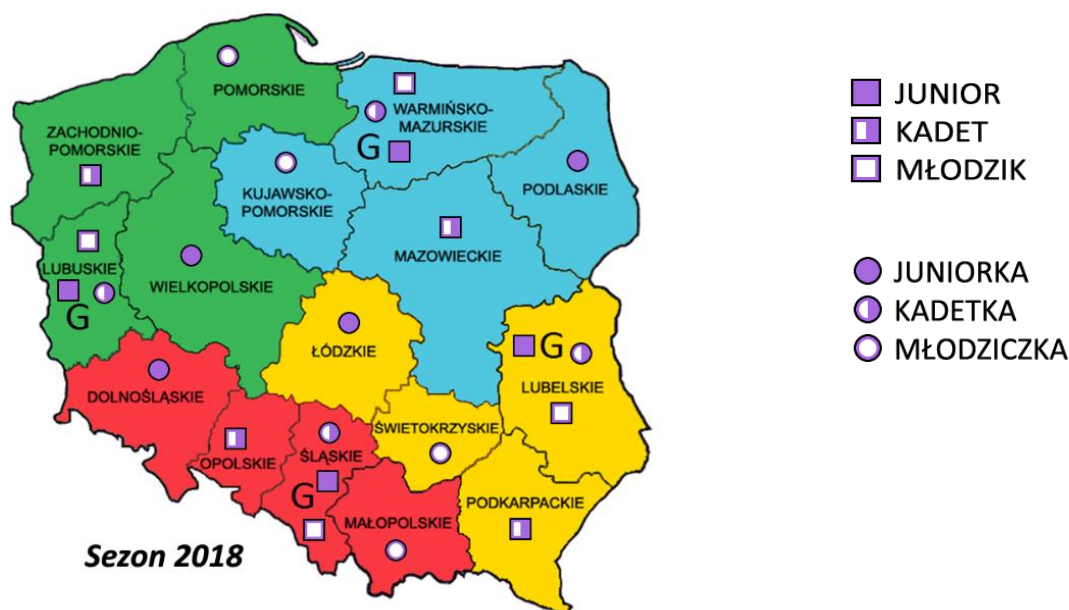 POMORSKIE
WARMIŃSKO-
MAZURSKIE
G
ZACHODNIO-
POMORSKIE
KUJAWSKO-
POMORSKIE
PODLASKIE
MAZOWIECKIE
LUBUSKIE
G
WIELKOPOLSKIE
ŁÓDZKIE
G
LUBELSKIE
DOLNOŚLĄSKIE
OPOLSKIE
ŚLĄSKIE
G
ŚWIETOKRZYSKIE
MAŁOPOLSKIE
PODKARPACKIE
Sezon 2018
JUNIOR
KADET
MŁODZIK
JUNIORKA
KADETKA
MŁODZICZKA